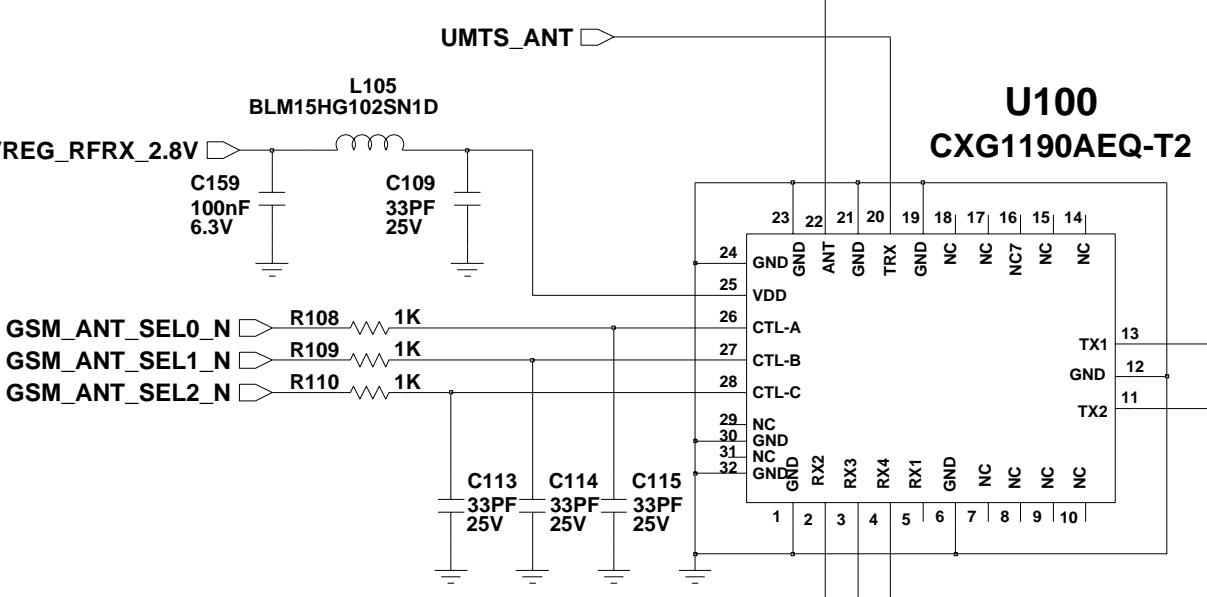 UMTS_ANT
L105
BLM15HG102SN1D
U100
CXG1190AEQ-T2
VREG_RFRX_2.8V
C159
100nF
6.3V
C109
33PF
25V
23 22 21 20 19 18 17 16 15 14
GND ANT GND TRX GND NC NC NC7 NC NC
24 GND
25 VDD
GSM_ANT_SEL0_N R108 1K 26 CTL-A
GSM_ANT_SEL1_N R109 1K 27 CTL-B
GSM_ANT_SEL2_N R110 1K 28 CTL-C
TX1 13
GND 12
TX2 11
29 NC
30 GND
31 NC
32 GND
GND RX2 RX3 RX4 RX1 GND NC NC NC NC
1 2 3 4 5 6 7 8 9 10
C113
33PF
25V
C114
33PF
25V
C115
33PF
25V